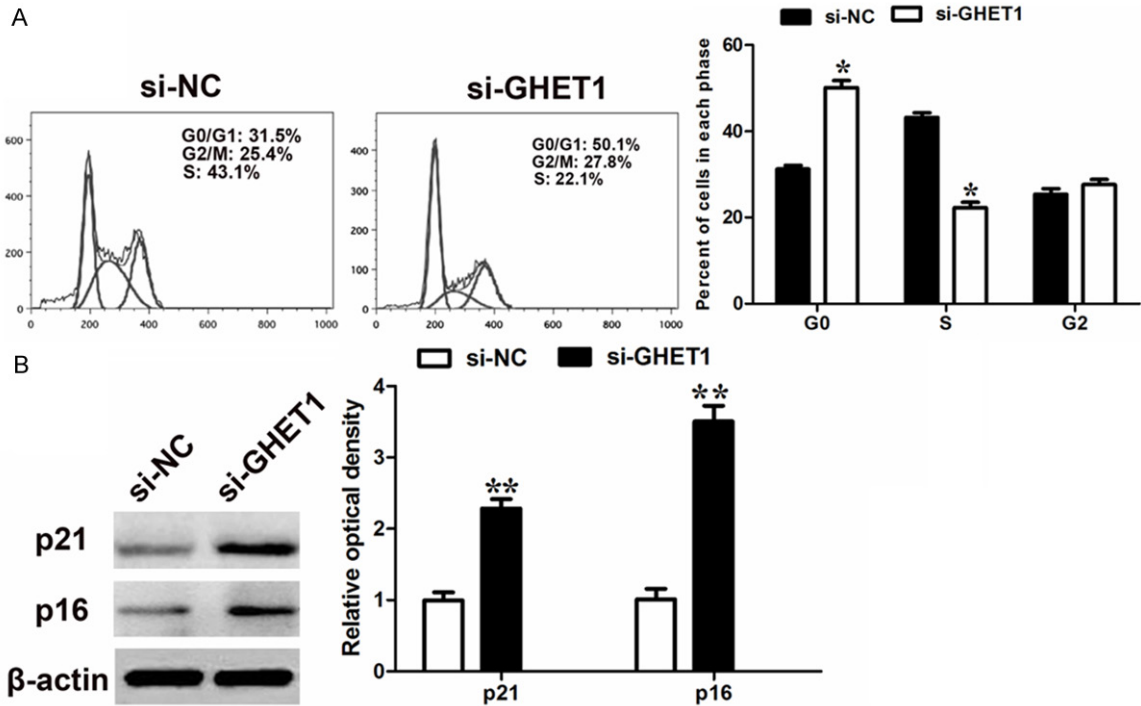 A
si-NC
si-GHET1
si-NC
G0/G1: 31.5%
G2/M: 25.4%
S: 43.1%
600
400
200
0
0 200 400 600 800 1000
si-GHET1
G0/G1: 50.1%
G2/M: 27.8%
S: 22.1%
400
300
200
100
0
0 200 400 600 800 1000
Percent of cells in each phase
60
40
20
0
*
*
G0 S G2
B
si-NC
si-GHET1
p21
p16
β-actin
si-NC
si-GHET1
Relative optical density
4
3
2
1
0
**
**
p21 p16